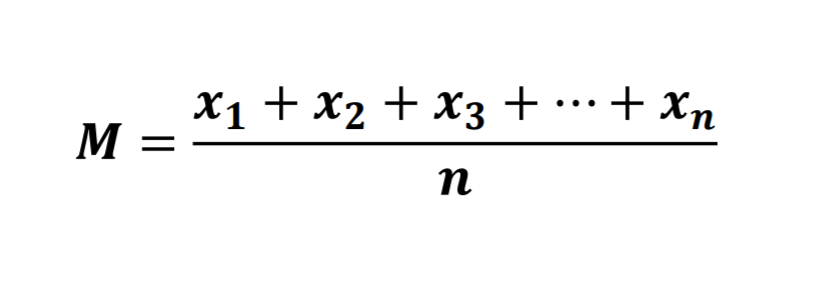 M = x₁ + x₂ + x₃ + ⋯ + xₙ
n